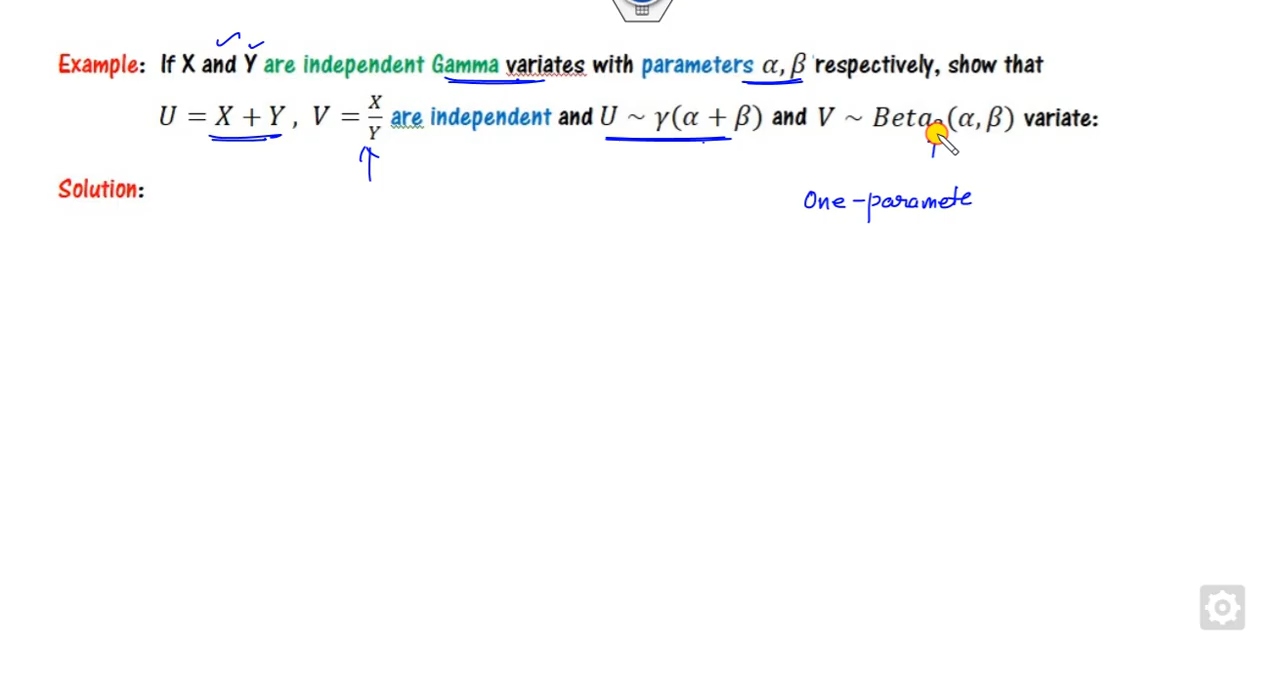 Example: If X and Y are independent Gamma variates with parameters α, β respectively, show that
U = X + Y, V = X/Y are independent and U ~ γ(α + β) and V ~ Beta₂(α, β) variate:
Solution:
One-paramete